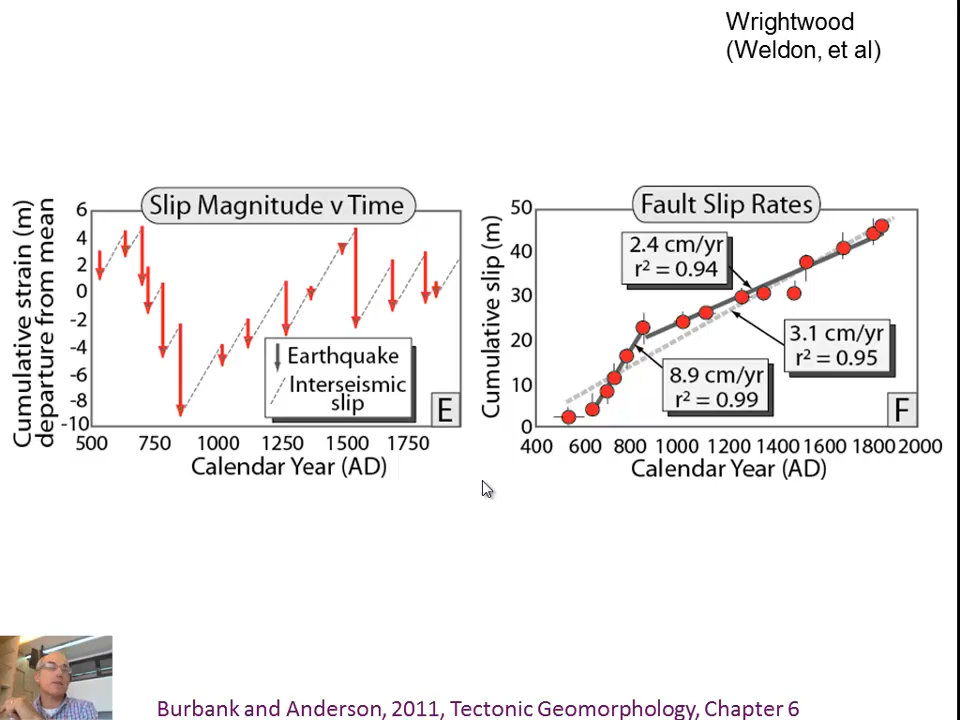 Wrightwood
(Weldon, et al)
Slip Magnitude v Time
Cumulative strain (m)
departure from mean
6
4
2
0
-2
-4
-6
-8
-10
Earthquake
Interseismic
slip
E
500 750 1000 1250 1500 1750
Calendar Year (AD)
Fault Slip Rates
Cumulative slip (m)
50
40
30
20
10
0
2.4 cm/yr
r² = 0.94
3.1 cm/yr
r² = 0.95
8.9 cm/yr
r² = 0.99
F
400 600 800 1000 1200 1400 1600 1800 2000
Calendar Year (AD)
Burbank and Anderson, 2011, Tectonic Geomorphology, Chapter 6